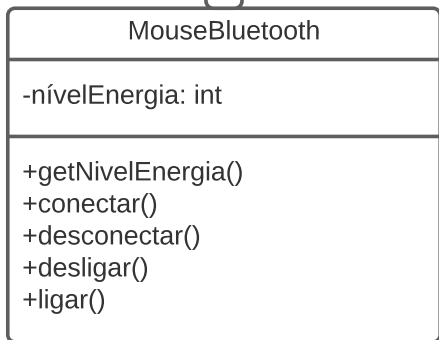 MouseBluetooth
-nívelEnergia: int
+getNivelEnergia()
+conectar()
+desconectar()
+desligar()
+ligar()